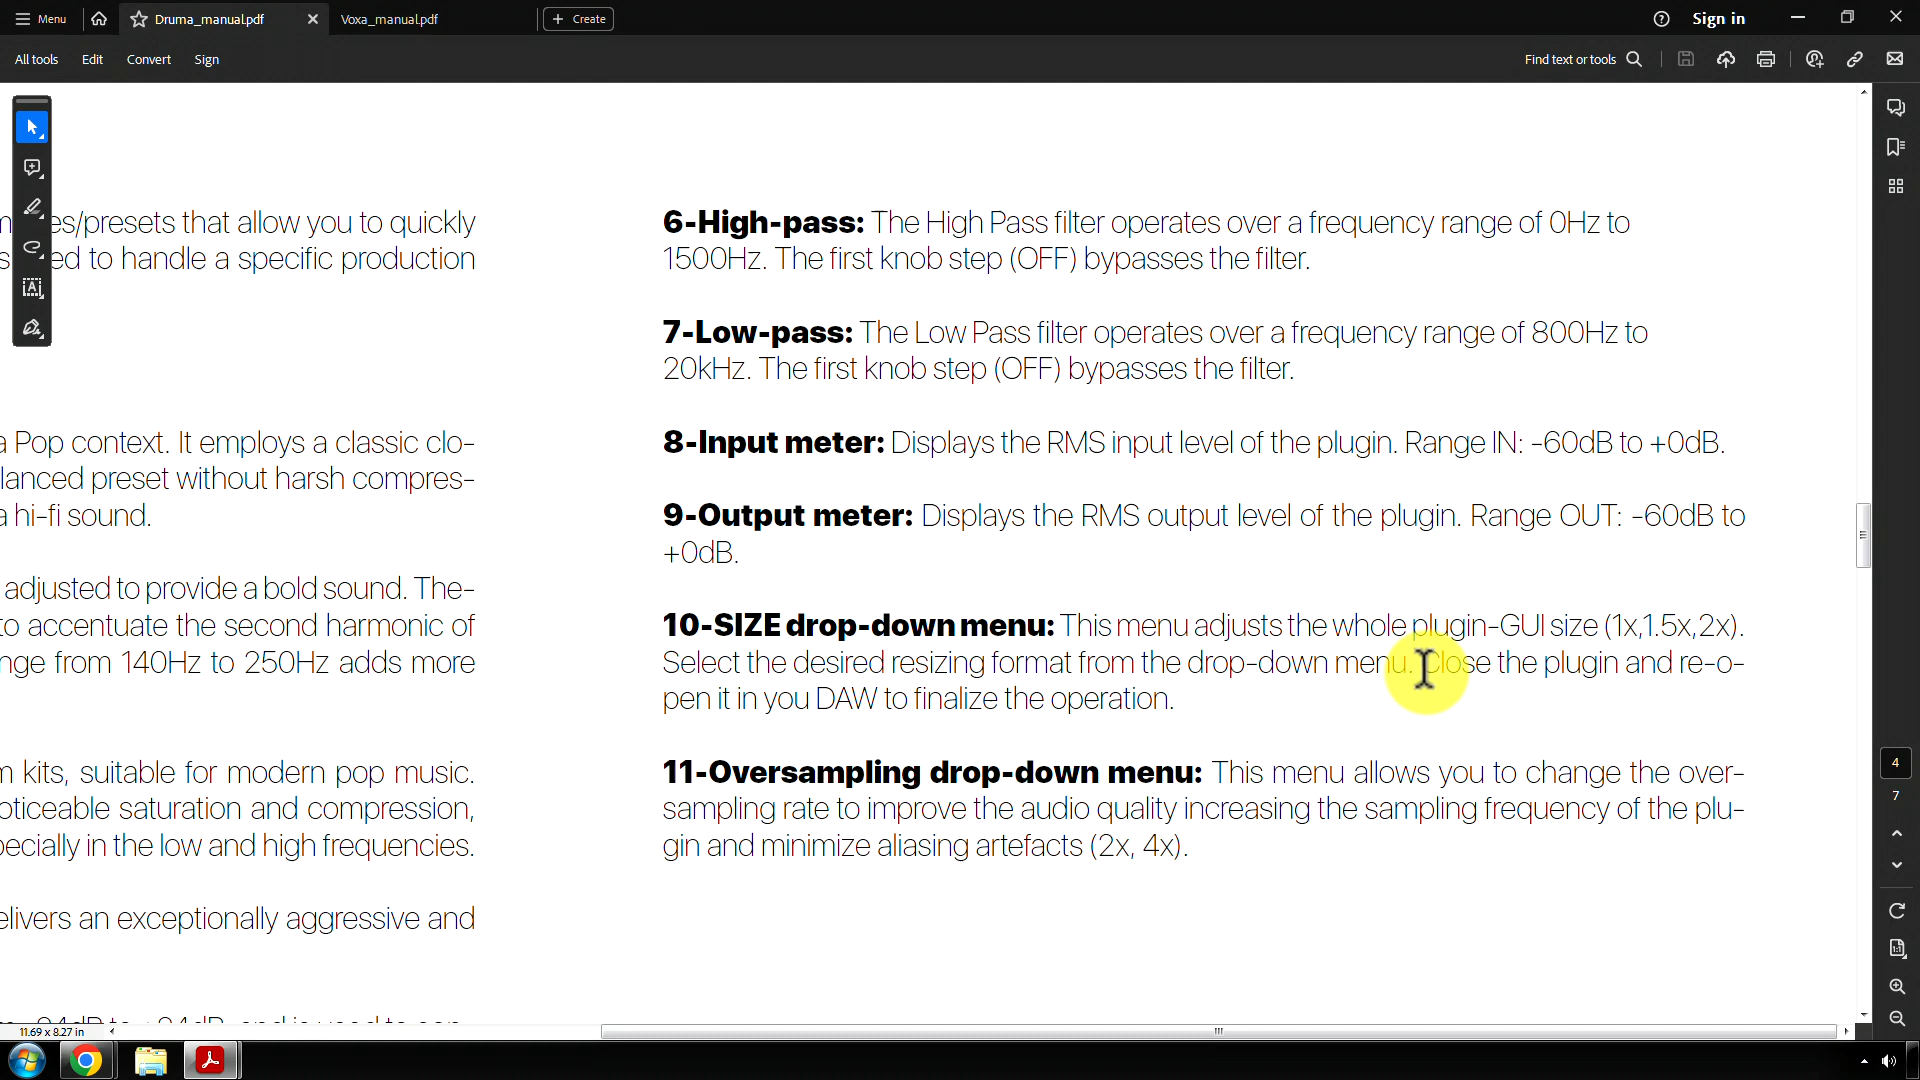 Menu
Druma_manual.pdf
Voxa_manual.pdf
Create
Sign in
All tools
Edit
Convert
Sign
Find text or tools
es/presets that allow you to quickly
ed to handle a specific production
a Pop context. It employs a classic clo-
lanced preset without harsh compres-
a hi-fi sound.
adjusted to provide a bold sound. The-
to accentuate the second harmonic of
nge from 140Hz to 250Hz adds more
m kits, suitable for modern pop music.
oticeable saturation and compression,
pecially in the low and high frequencies.
elivers an exceptionally aggressive and
6-High-pass: The High Pass filter operates over a frequency range of 0Hz to
1500Hz. The first knob step (OFF) bypasses the filter.
7-Low-pass: The Low Pass filter operates over a frequency range of 800Hz to
20kHz. The first knob step (OFF) bypasses the filter.
8-Input meter: Displays the RMS input level of the plugin. Range IN: -60dB to +0dB.
9-Output meter: Displays the RMS output level of the plugin. Range OUT: -60dB to
+0dB.
10-SIZE drop-down menu: This menu adjusts the whole plugin-GUI size (1x,1.5x,2x).
Select the desired resizing format from the drop-down menu. Close the plugin and re-o-
pen it in you DAW to finalize the operation.
11-Oversampling drop-down menu: This menu allows you to change the over-
sampling rate to improve the audio quality increasing the sampling frequency of the plu-
gin and minimize aliasing artefacts (2x, 4x).
4
7
11.69 x 8.27 in